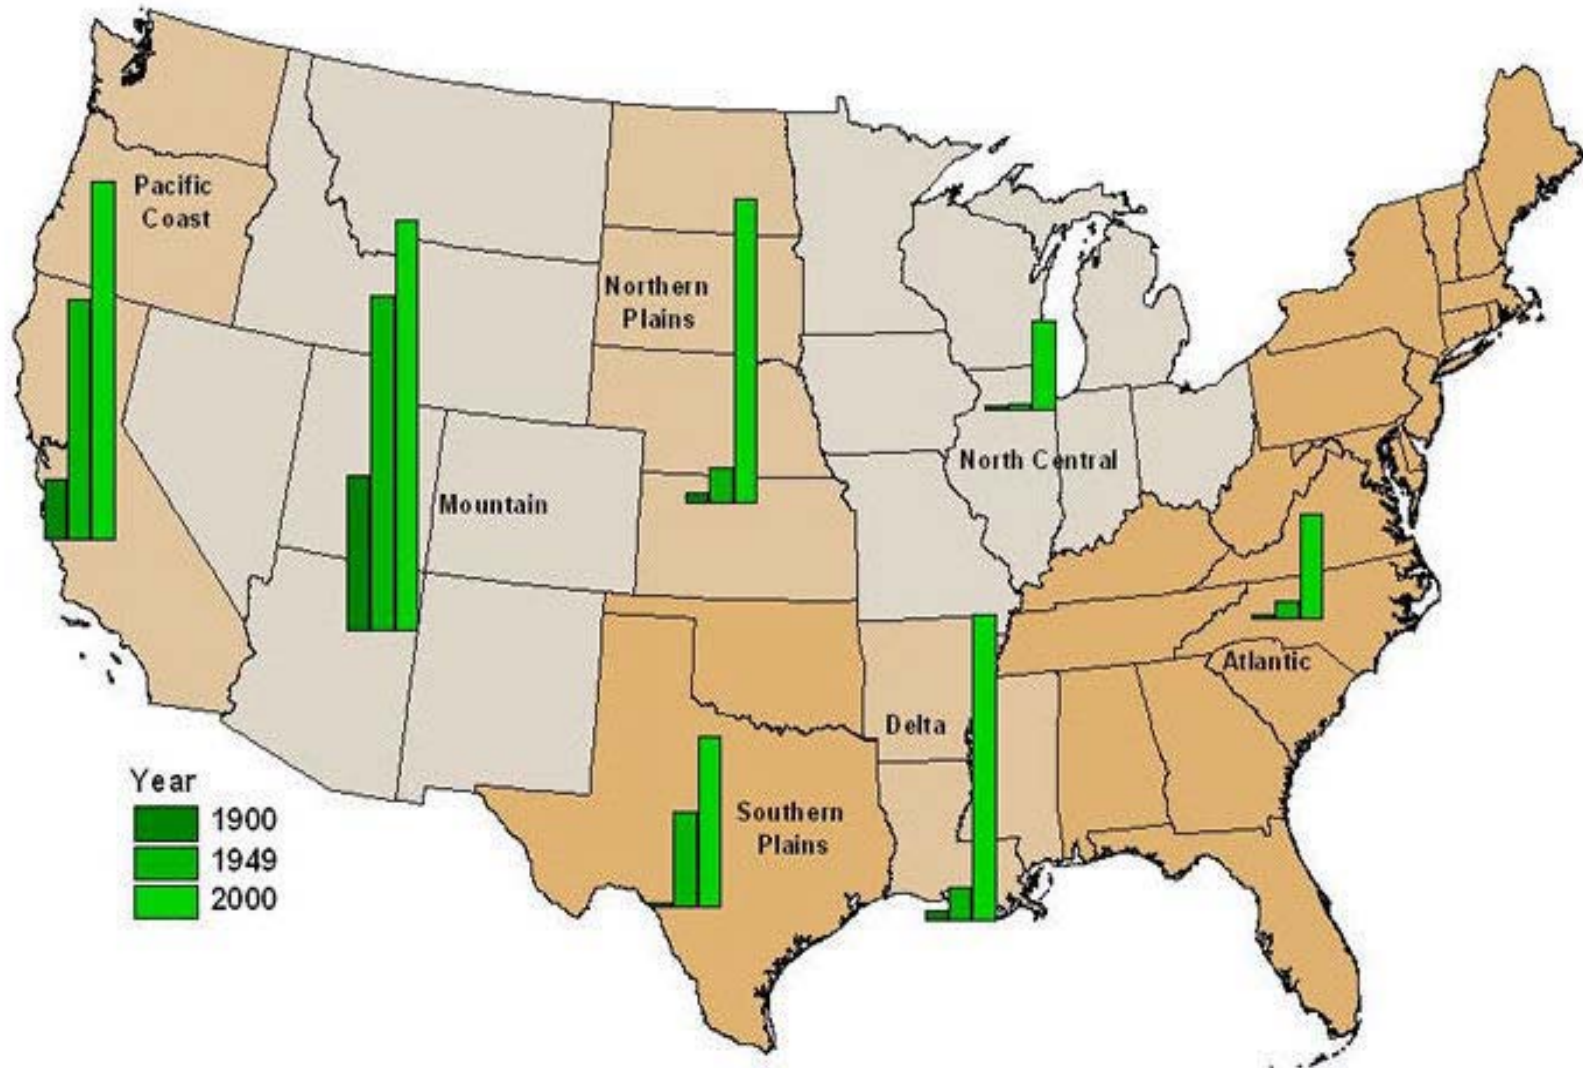 Pacific
Coast
Northern
Plains
North Central
Mountain
Atlantic
Delta
Southern
Plains
Year
1900
1949
2000